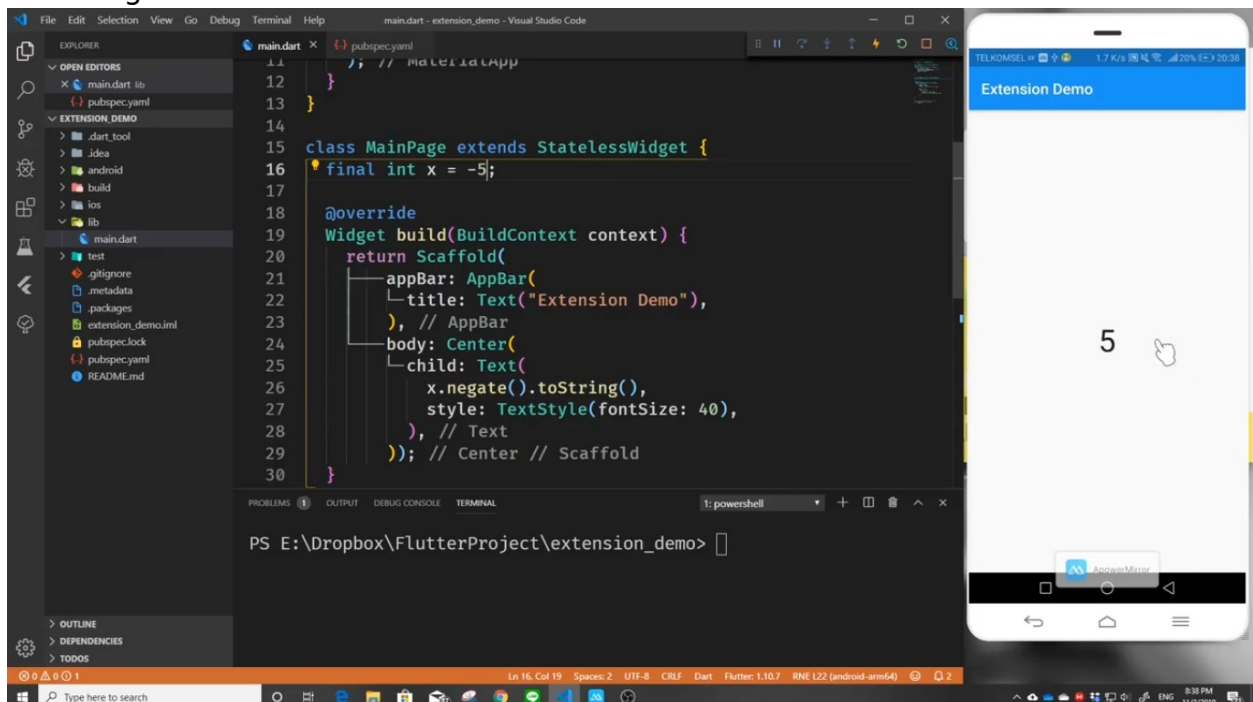 File Edit Selection View Go Debug Terminal Help main.dart - extension_demo - Visual Studio Code
EXPLORER
OPEN EDITORS
main.dart lib
pubspec.yaml
EXTENSION_DEMO
.dart_tool
.idea
android
build
ios
lib
main.dart
test
.gitignore
.metadata
.packages
extension_demo.iml
pubspec.lock
pubspec.yaml
README.md
OUTLINE
DEPENDENCIES
TODOS
main.dart pubspec.yaml
11 ); // MaterialApp
12 }
13 }
14
15 class MainPage extends StatelessWidget {
16 final int x = -5;
17
18 @override
19 Widget build(BuildContext context) {
20 return Scaffold(
21 appBar: AppBar(
22 title: Text("Extension Demo"),
23 ), // AppBar
24 body: Center(
25 child: Text(
26 x.negate().toString(),
27 style: TextStyle(fontSize: 40),
28 ), // Text
29 )); // Center // Scaffold
30 }
PROBLEMS 1 OUTPUT DEBUG CONSOLE TERMINAL 1: powershell
PS E:\Dropbox\FlutterProject\extension_demo>
0 0 1 Ln 16, Col 19 Spaces: 2 UTF-8 CRLF Dart Flutter: 1.10.7 RNE L22 (android-arm64) 2
Type here to search ENG 8:38 PM
TELKOMSEL 1.7 K/s 20% 20:38
Extension Demo
5
ApowerMirror